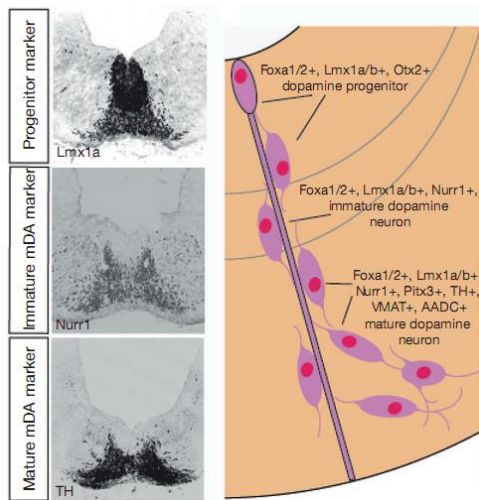 Progenitor marker
Lmx1a
Immature mDA marker
Nurr1
Mature mDA marker
TH
Foxa1/2+, Lmx1a/b+, Otx2+
dopamine progenitor
Foxa1/2+, Lmx1a/b+, Nurr1+,
immature dopamine
neuron
Foxa1/2+, Lmx1a/b+
Nurr1+, Pitx3+, TH+,
VMAT+, AADC+
mature dopamine
neuron